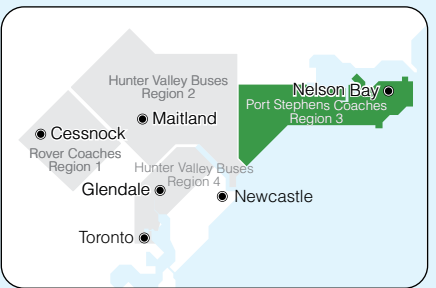 Hunter Valley Buses
Region 2
Nelson Bay
Port Stephens Coaches
Region 3
Maitland
Cessnock
Rover Coaches
Region 1
Hunter Valley Buses
Region 4
Glendale
Newcastle
Toronto